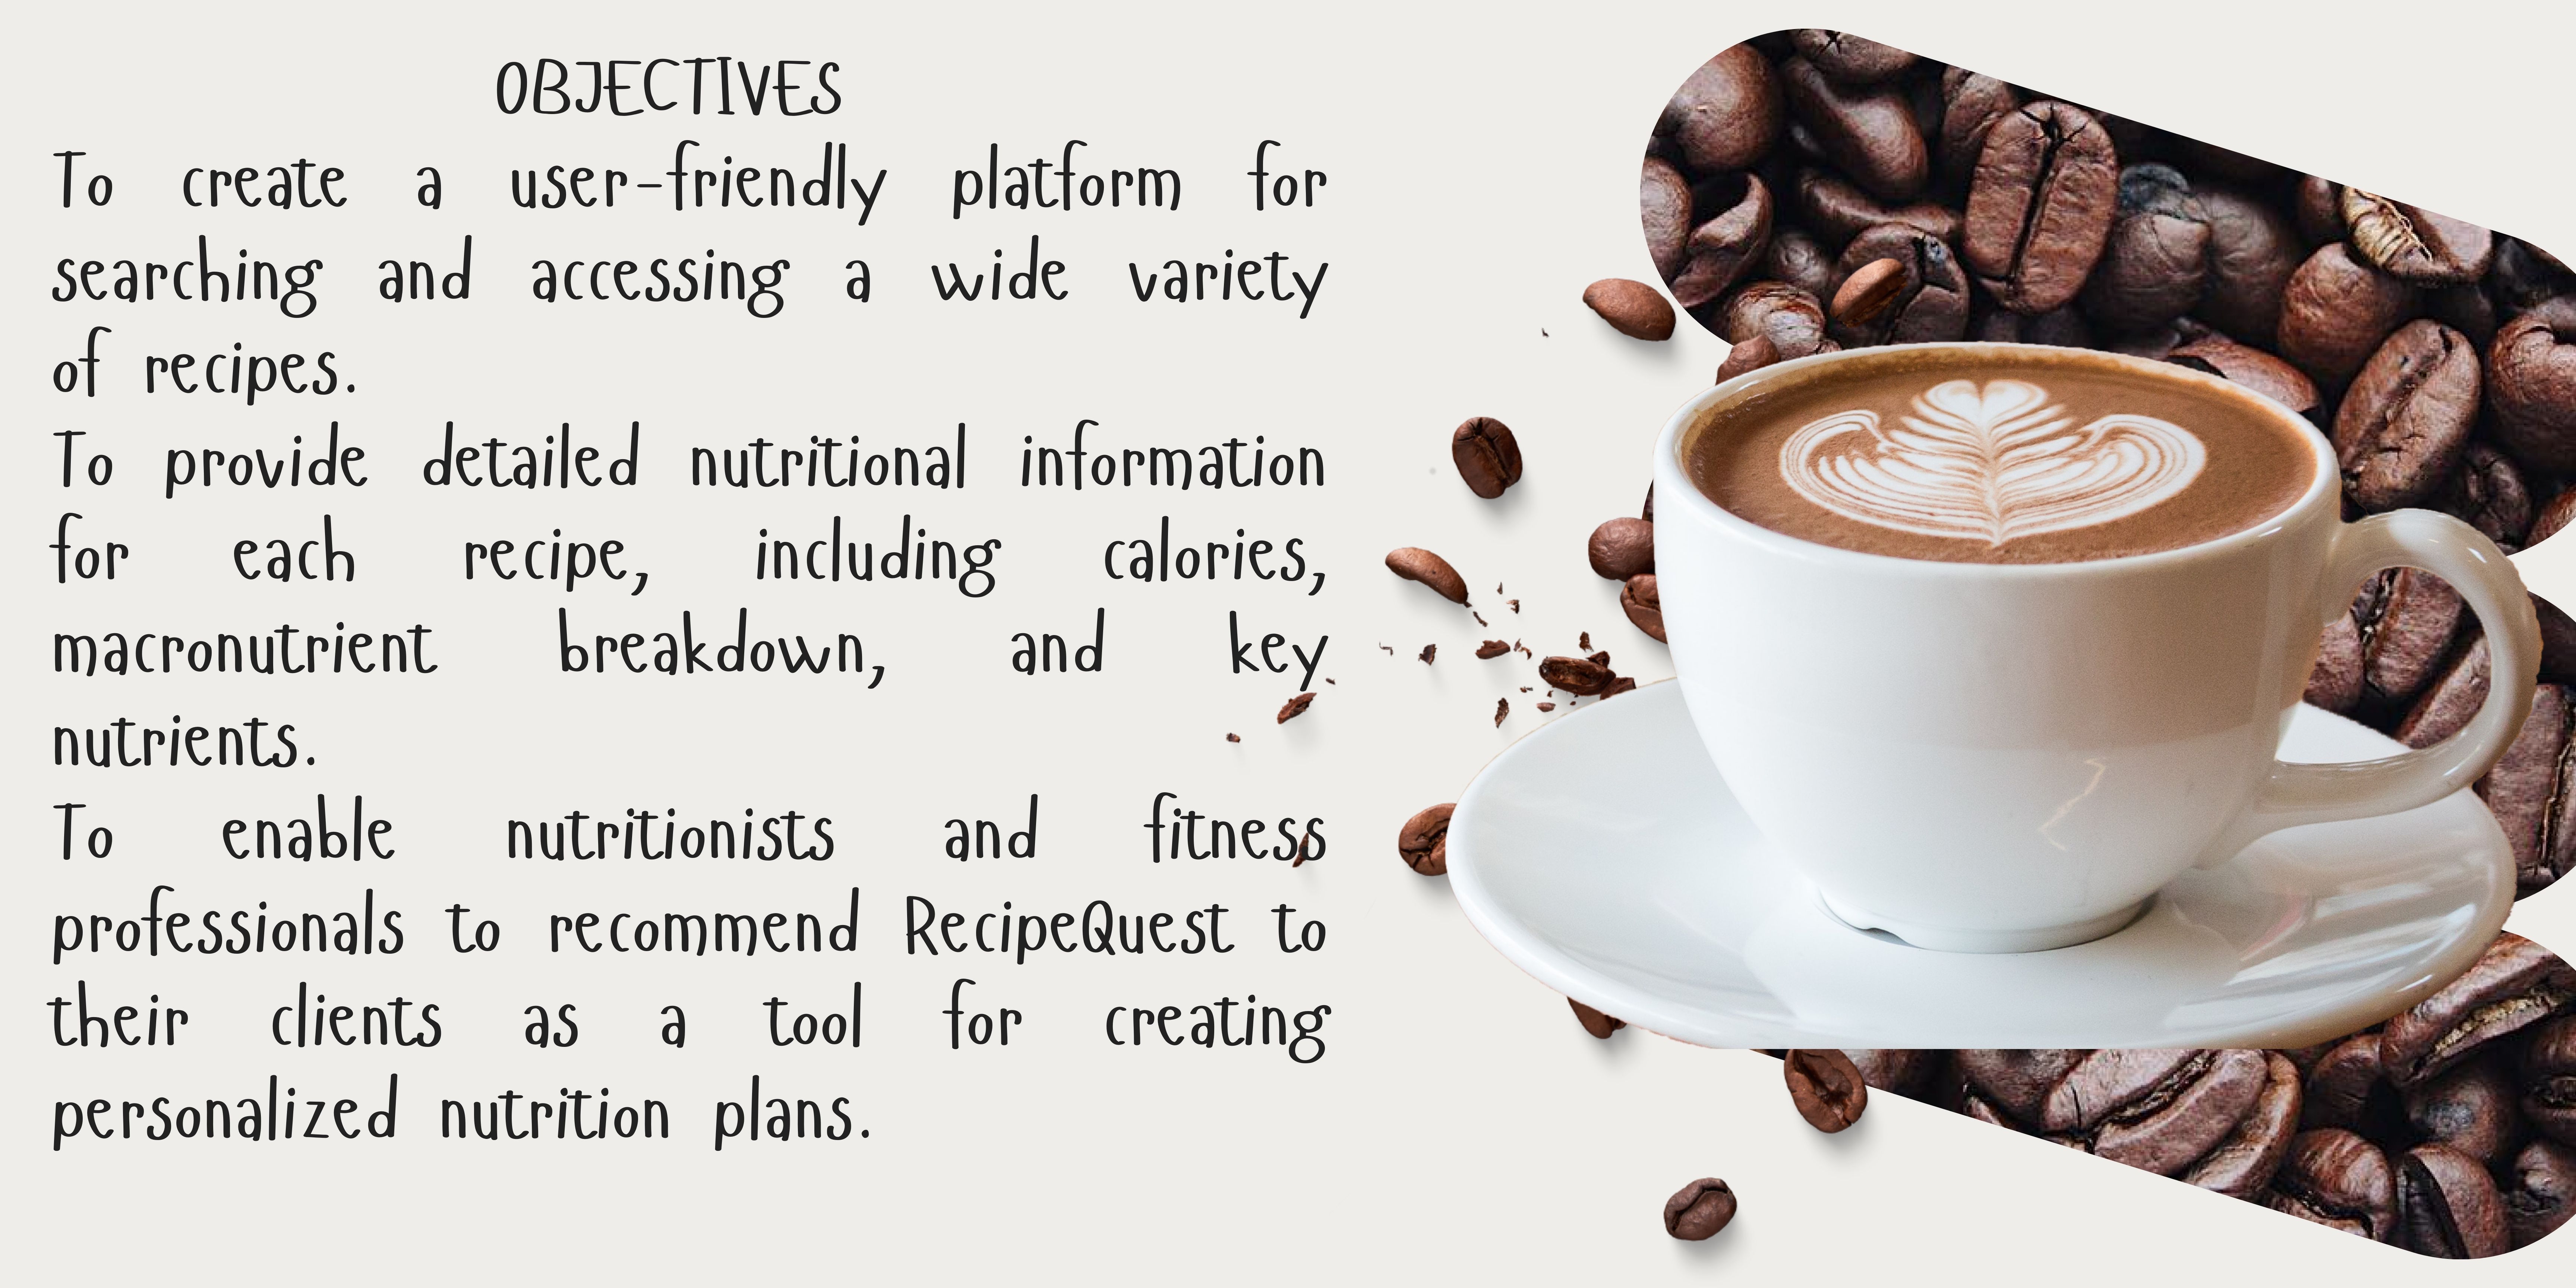 OBJECTIVES
To create a user-friendly platform for
searching and accessing a wide variety
of recipes.
To provide detailed nutritional information
for each recipe, including calories,
macronutrient breakdown, and key
nutrients.
To enable nutritionists and fitness
professionals to recommend RecipeQuest to
their clients as a tool for creating
personalized nutrition plans.